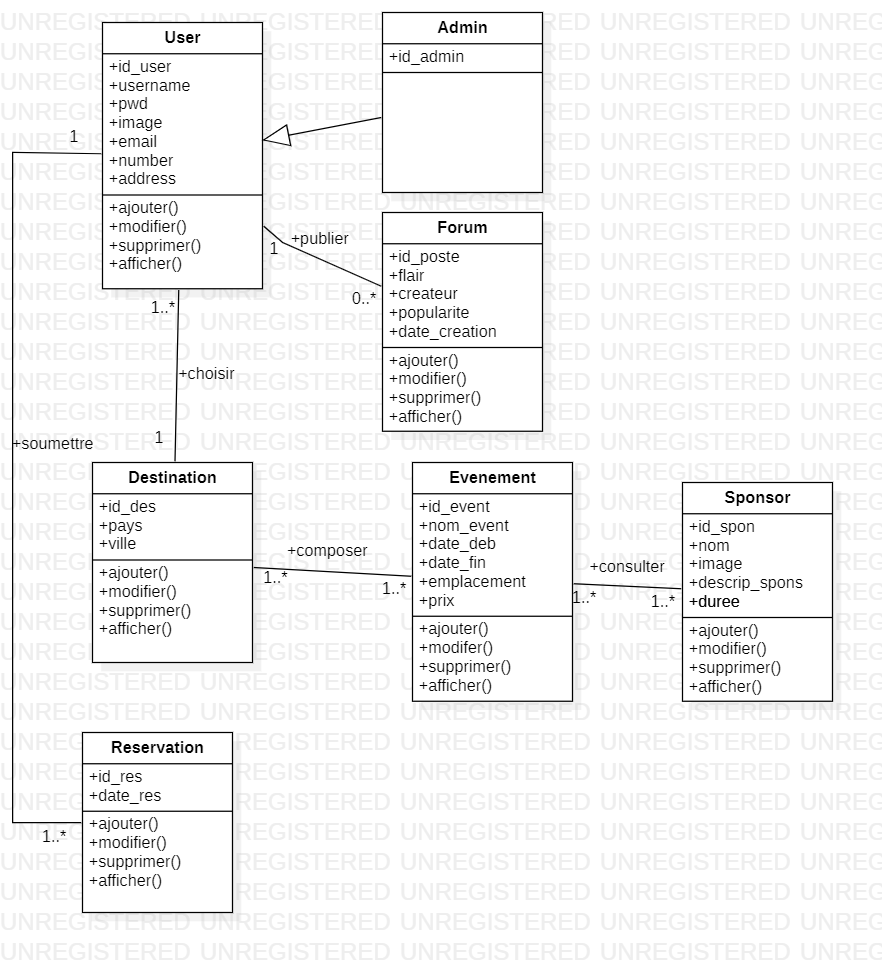 User
+id_user
+username
+pwd
+image
+email
+number
+address
+ajouter()
+modifier()
+supprimer()
+afficher()
Admin
+id_admin
1
+publier
1
0..*
Forum
+id_poste
+flair
+createur
+popularite
+date_creation
+ajouter()
+modifier()
+supprimer()
+afficher()
1..*
+choisir
1
+soumettre
Destination
+id_des
+pays
+ville
+ajouter()
+modifier()
+supprimer()
+afficher()
+composer
1..*
1..*
Evenement
+id_event
+nom_event
+date_deb
+date_fin
+emplacement
+prix
+ajouter()
+modifer()
+supprimer()
+afficher()
+consulter
1..*
1..*
Sponsor
+id_spon
+nom
+image
+descrip_spons
+duree
+ajouter()
+modifier()
+supprimer()
+afficher()
Reservation
+id_res
+date_res
+ajouter()
+modifier()
+supprimer()
+afficher()
1..*
UNREGISTERED